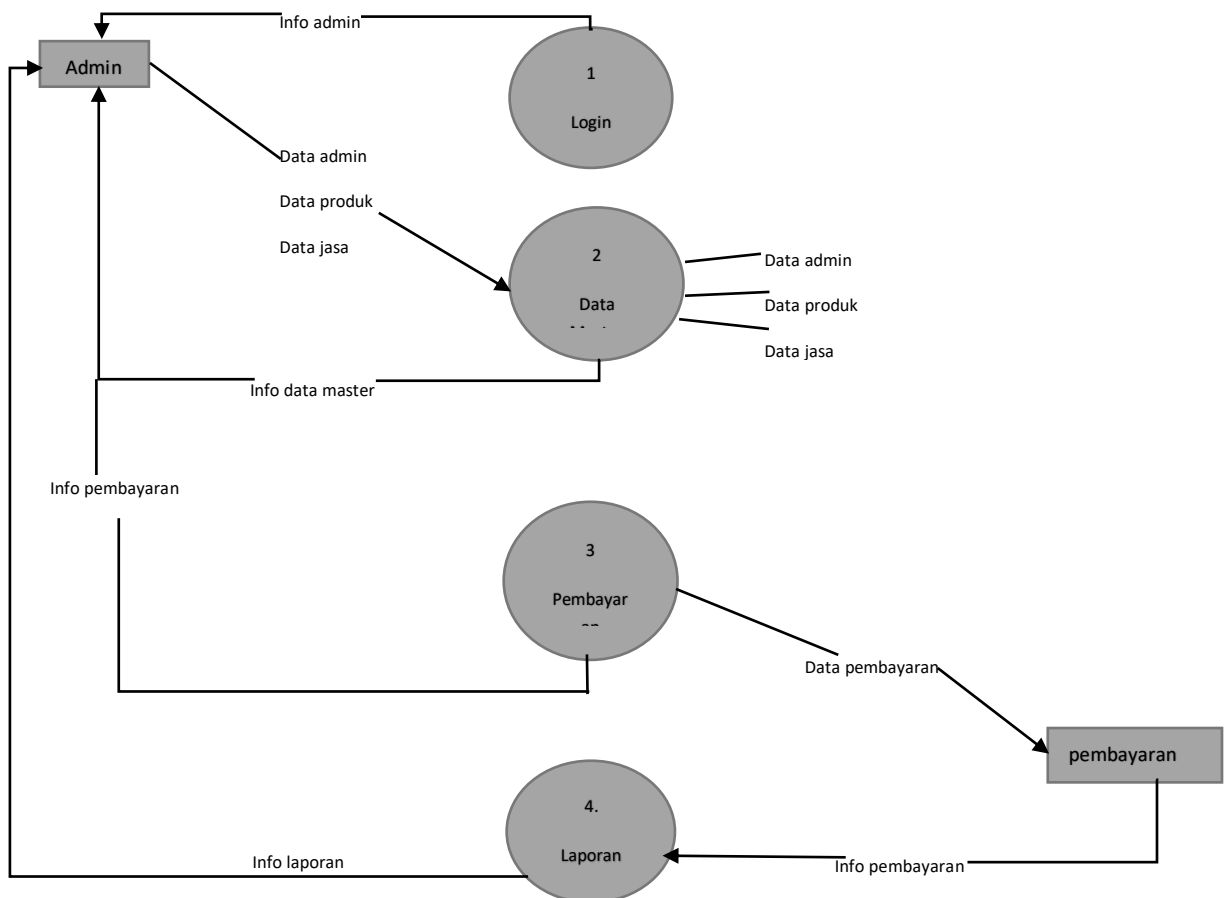 Info admin
Admin
1
Login
Data admin
Data produk
Data jasa
2
Data
Data admin
Data produk
Data jasa
Info data master
Info pembayaran
3
Pembayar
Data pembayaran
pembayaran
4.
Laporan
Info laporan
Info pembayaran